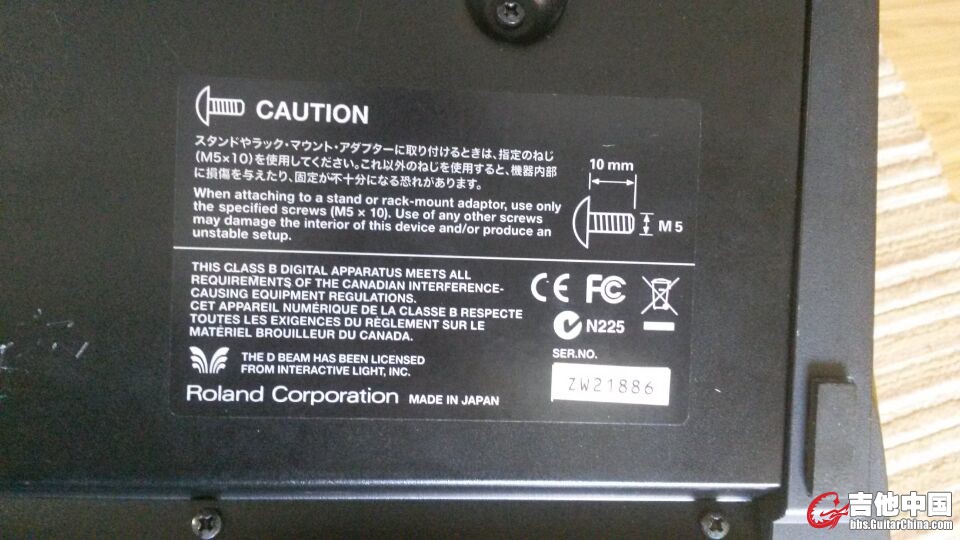 CAUTION
スタンドやラック・マウント・アダプターに取り付けるときは、指定のねじ
(M5×10)を使用してください。これ以外のねじを使用すると、機器内部
に損傷を与えたり、固定が不十分になる恐れがあります。
When attaching to a stand or rack-mount adaptor, use only
the specified screws (M5 × 10). Use of any other screws
may damage the interior of this device and/or produce an
unstable setup.
10 mm
M 5
THIS CLASS B DIGITAL APPARATUS MEETS ALL
REQUIREMENTS OF THE CANADIAN INTERFERENCE-
CAUSING EQUIPMENT REGULATIONS.
CET APPAREIL NUMÉRIQUE DE LA CLASSE B RESPECTE
TOUTES LES EXIGENCES DU RÈGLEMENT SUR LE
MATÉRIEL BROUILLEUR DU CANADA.
CE FC
N225
THE D BEAM HAS BEEN LICENSED
FROM INTERACTIVE LIGHT, INC.
SER.NO.
ZW21886
Roland Corporation MADE IN JAPAN
吉他中国
bbs.GuitarChina.com